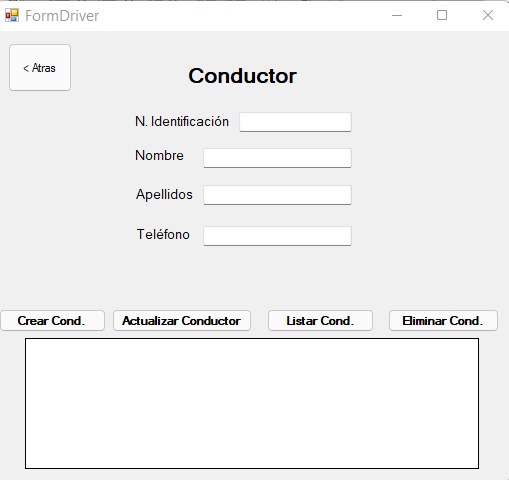 FormDriver
< Atras
Conductor
N. Identificación
Nombre
Apellidos
Teléfono
Crear Cond. Actualizar Conductor Listar Cond. Eliminar Cond.